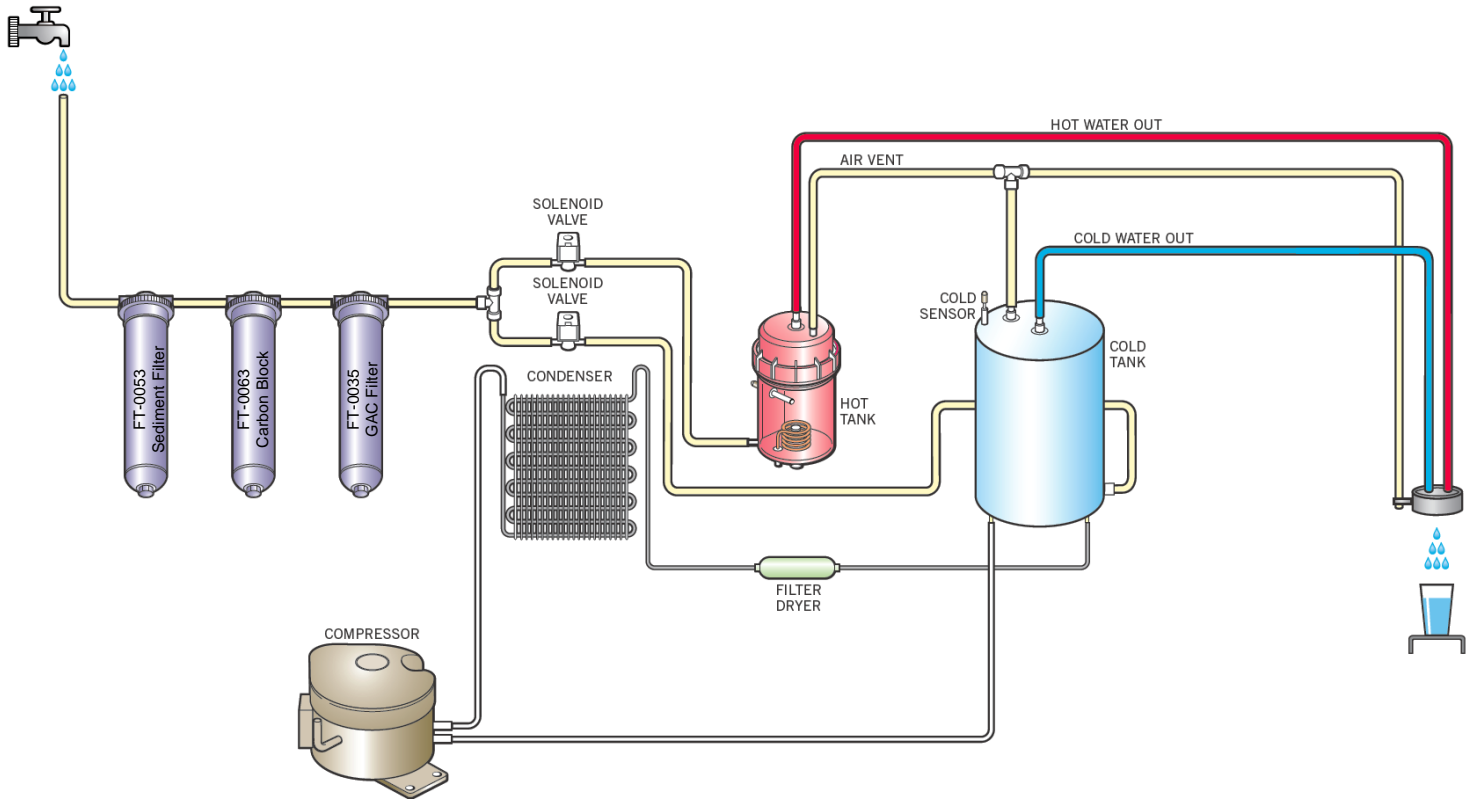 HOT WATER OUT
AIR VENT
SOLENOID
VALVE
COLD WATER OUT
SOLENOID
VALVE
COLD
SENSOR
COLD
TANK
CONDENSER
HOT
TANK
FT-0053
Sediment Filter
FT-0063
Carbon Block
FT-0035
GAC Filter
FILTER
DRYER
COMPRESSOR